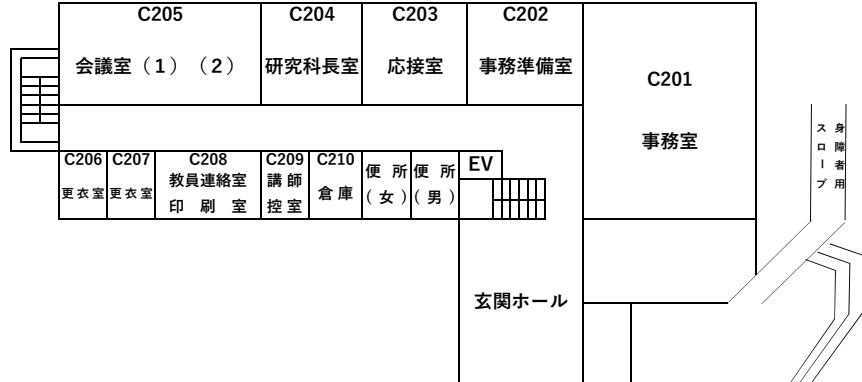 C205
会議室（１）（２）
C204
研究科長室
C203
応接室
C202
事務準備室
C201
事務室
身障者用
スロープ
C206
更衣室
C207
更衣室
C208
教員連絡室
印刷室
C209
講師
控室
C210
倉庫
便所
（女）
便所
（男）
EV
玄関ホール